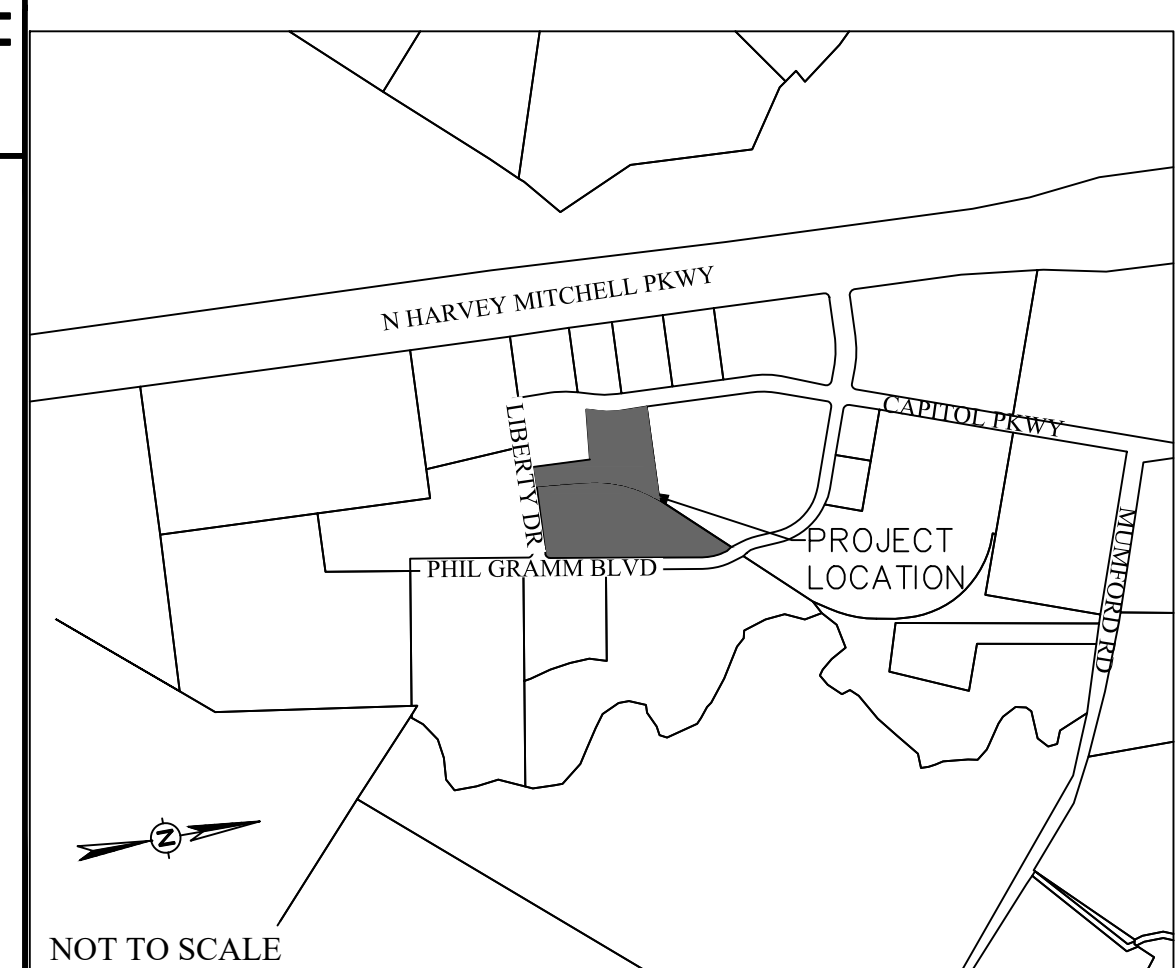 N HARVEY MITCHELL PKWY
CAPITOL PKWY
LIBERTY DR
MUMFORD RD
PROJECT
LOCATION
PHIL GRAMM BLVD
N
NOT TO SCALE